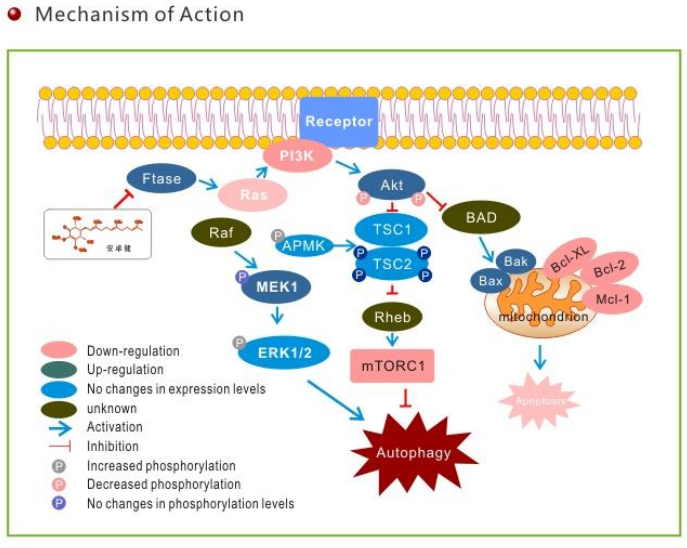 Mechanism of Action
Receptor
PI3K
Ftase
Ras
Akt
P
P
安卓健
Raf
P
APMK
TSC1
BAD
P
P
TSC2
P
P
Bak
Bax
Bcl-XL
Bcl-2
Mcl-1
mitochondrion
P
MEK1
Rheb
P
ERK1/2
mTORC1
Apoptosis
Autophagy
Down-regulation
Up-regulation
No changes in expression levels
unknown
Activation
Inhibition
P Increased phosphorylation
P Decreased phosphorylation
P No changes in phosphorylation levels